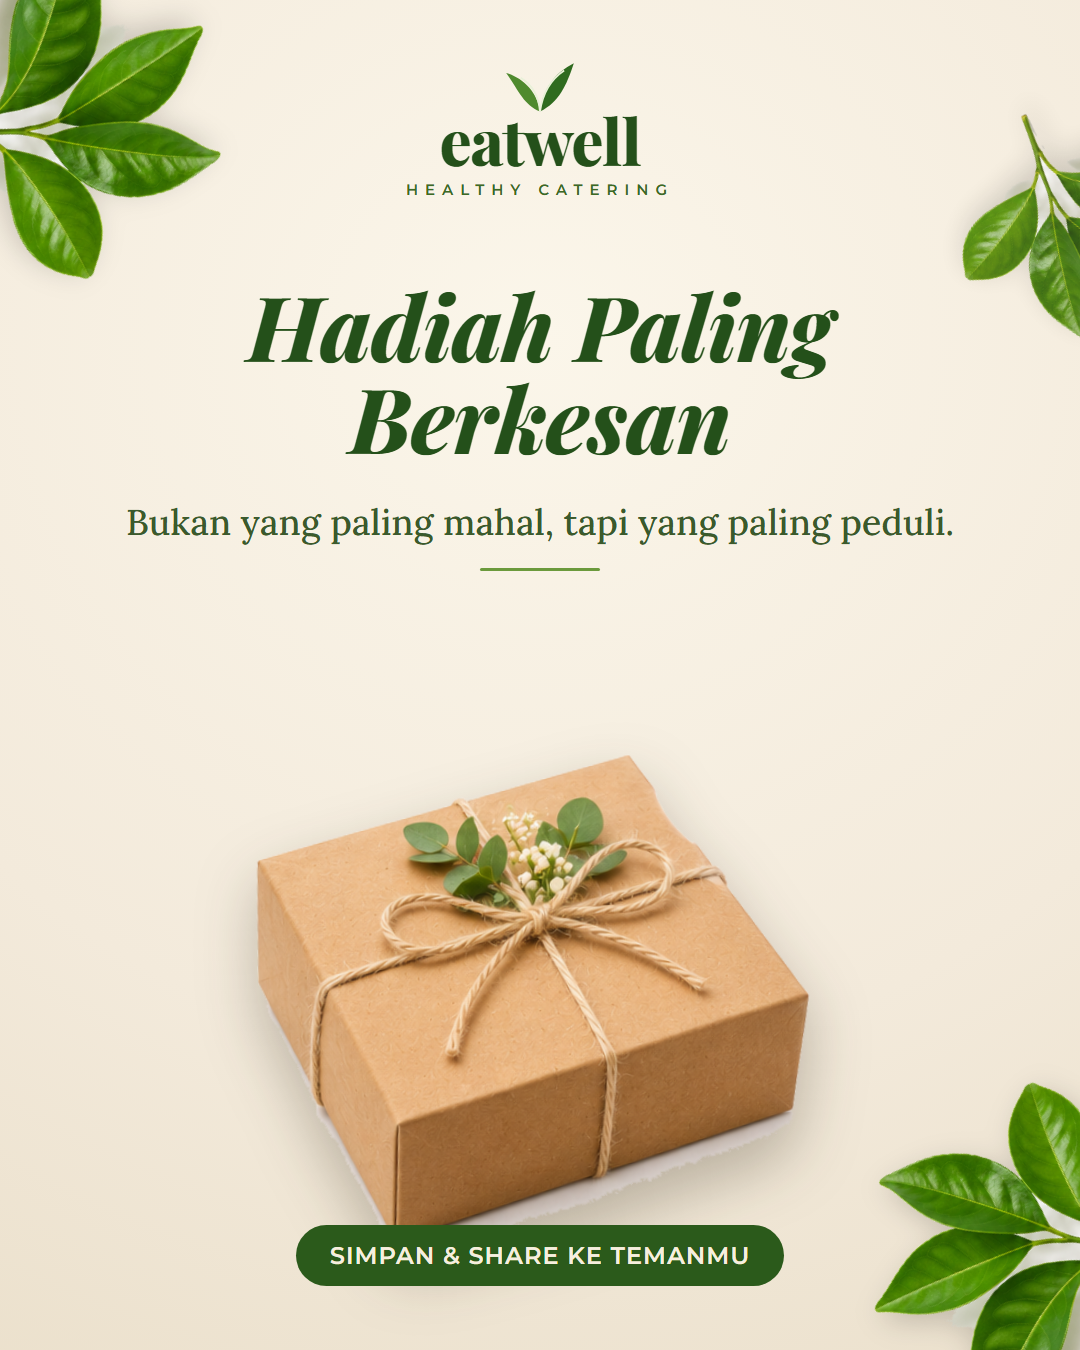 eatwell
HEALTHY CATERING
Hadiah Paling
Berkesan
Bukan yang paling mahal, tapi yang paling peduli.
SIMPAN & SHARE KE TEMANMU